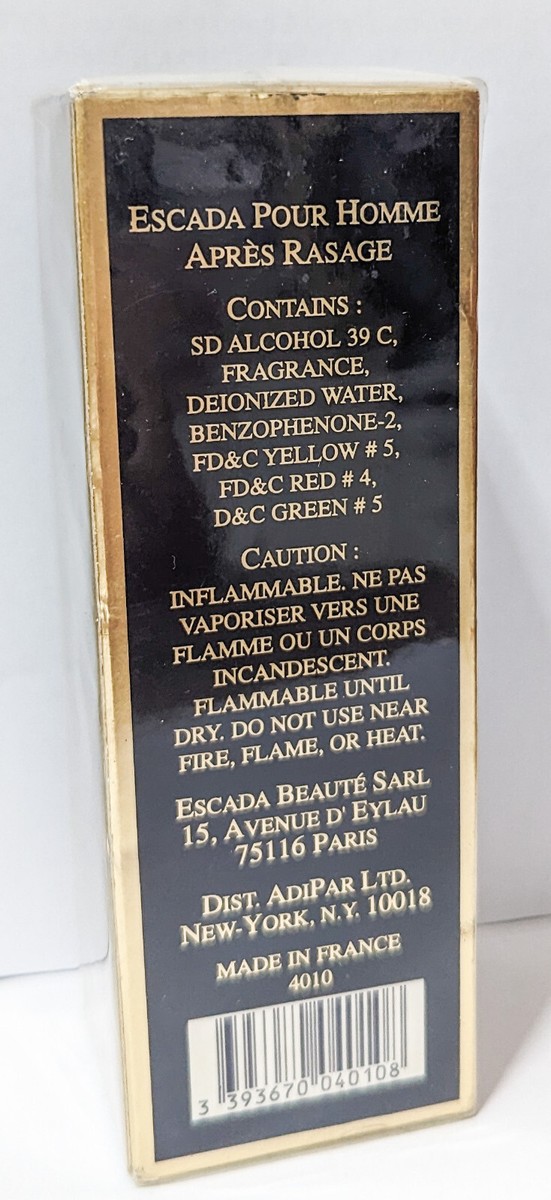 ESCADA POUR HOMME
APRÈS RASAGE
CONTAINS :
SD ALCOHOL 39 C,
FRAGRANCE,
DEIONIZED WATER,
BENZOPHENONE-2,
FD&C YELLOW # 5,
FD&C RED # 4,
D&C GREEN # 5
CAUTION :
INFLAMMABLE. NE PAS
VAPORISER VERS UNE
FLAMME OU UN CORPS
INCANDESCENT.
FLAMMABLE UNTIL
DRY. DO NOT USE NEAR
FIRE, FLAME, OR HEAT.
ESCADA BEAUTÉ SARL
15, AVENUE D' EYLAU
75116 PARIS
DIST. ADIPAR LTD.
NEW-YORK, N.Y. 10018
MADE IN FRANCE
4010
3 393670 040108